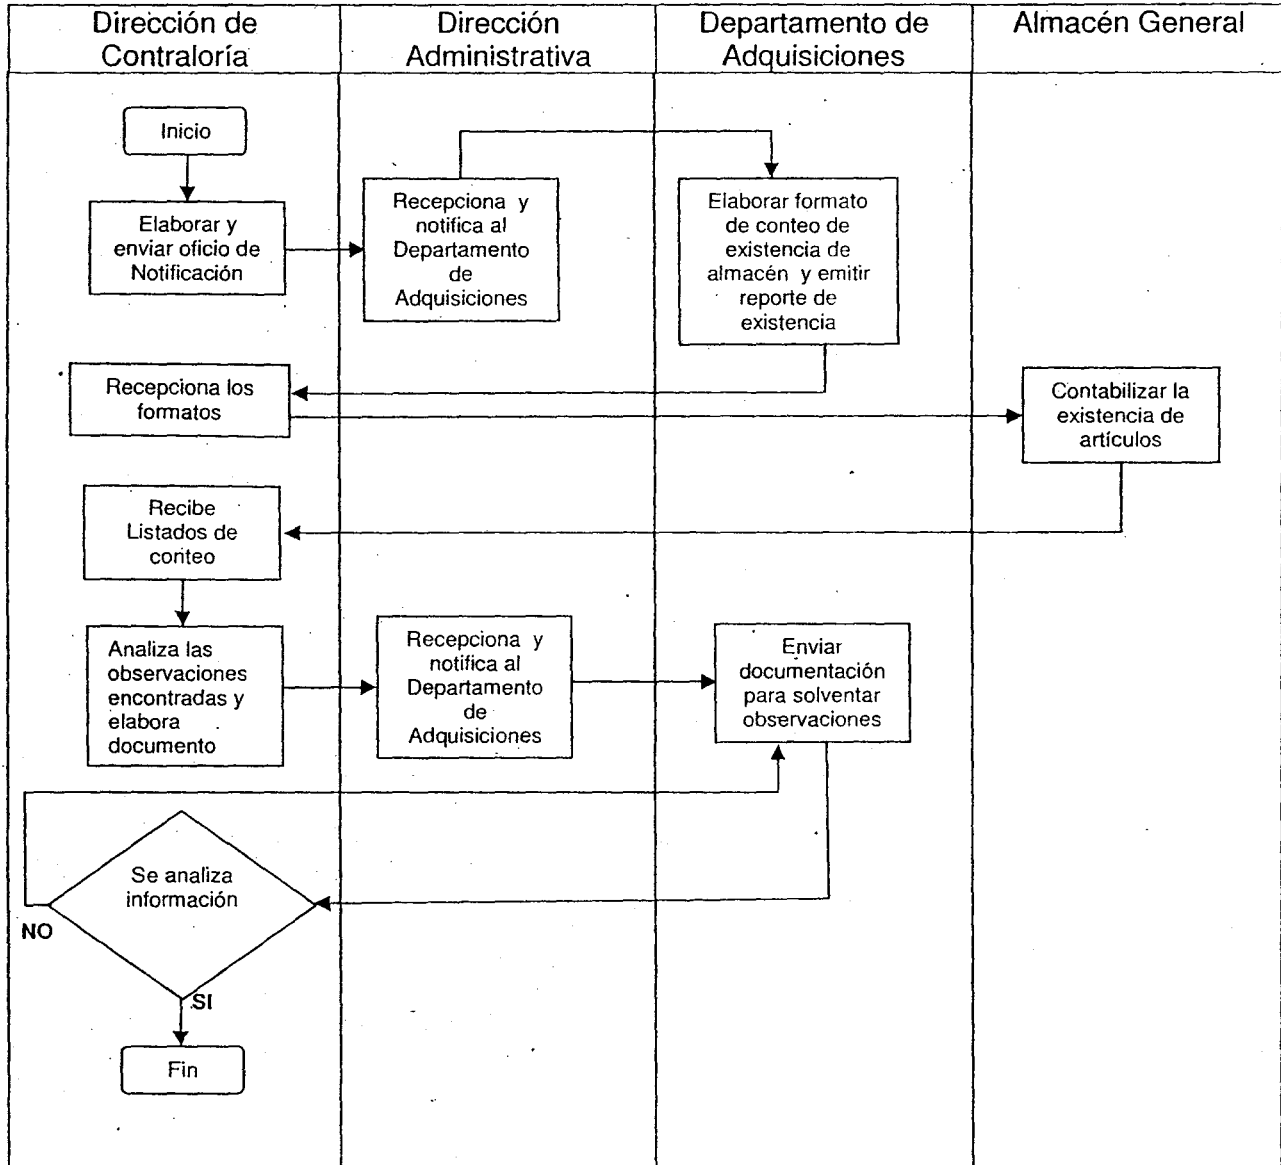 Dirección de
Contraloría
Dirección
Administrativa
Departamento de
Adquisiciones
Almacén General
Inicio
Elaborar y
enviar oficio de
Notificación
Recepciona y
notifica al
Departamento
de
Adquisiciones
Elaborar formato
de conteo de
existencia de
almacén y emitir
reporte de
existencia
Recepciona los
formatos
Contabilizar la
existencia de
artículos
Recibe
Listados de
conteo
Analiza las
observaciones
encontradas y
elabora
documento
Recepciona y
notifica al
Departamento
de
Adquisiciones
Enviar
documentación
para solventar
observaciones
Se analiza
información
NO
SI
Fin